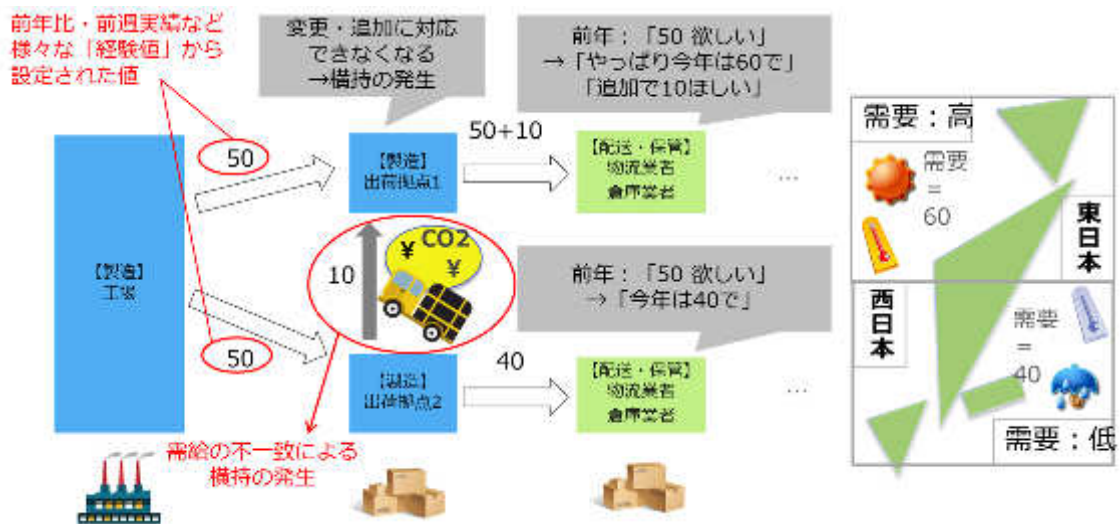 前年比・前週実績など
様々な「経験値」から
設定された値
変更・追加に対応
できなくなる
→横持の発生
前年:「50 欲しい」
→「やっぱり今年は60で」
「追加で10ほしい」
50
【製造】
出荷拠点1
50+10
【配送・保管】
物流業者
倉庫業者
…
【製造】
工場
10
¥ CO2
¥
前年:「50 欲しい」
→「今年は40で」
50
【製造】
出荷拠点2
40
【配送・保管】
物流業者
倉庫業者
…
需給の不一致による
横持の発生
需要:高
需要
=
60
東日本
西日本
需要
=
40
需要:低